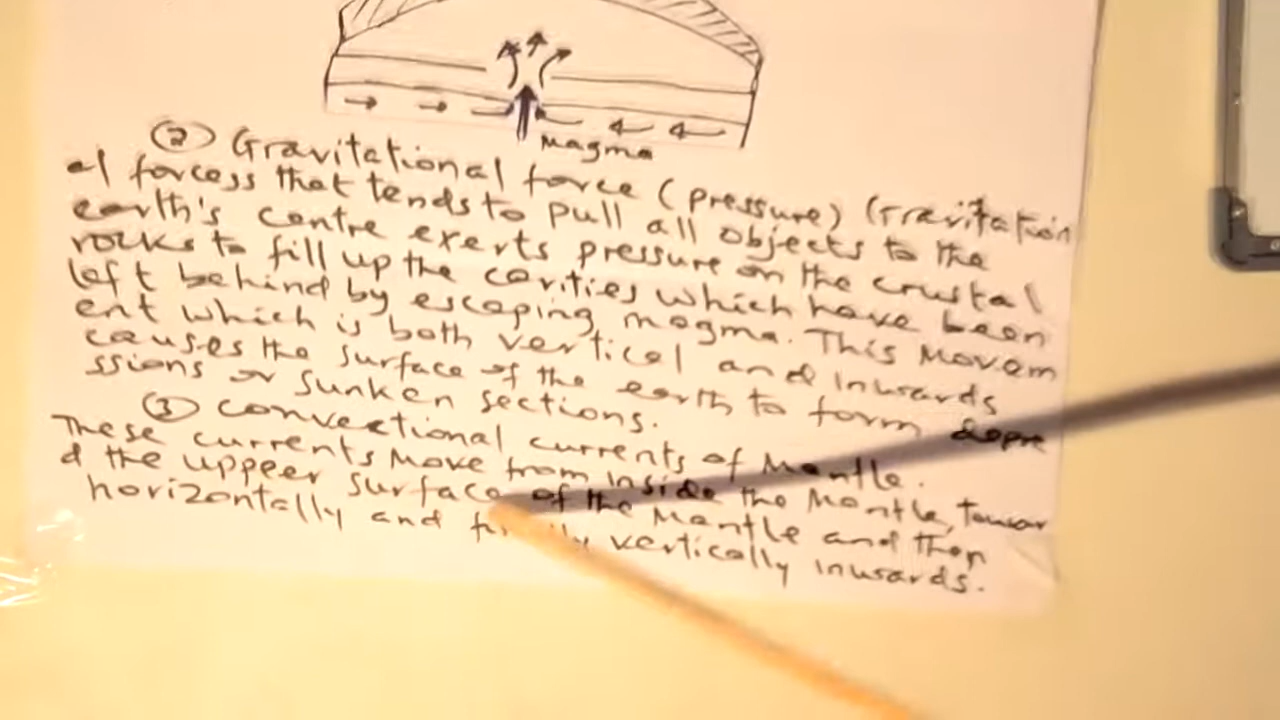 Magma
② Gravitational force (pressure) Gravitation
al forcess that tends to pull all objects to the
earth's centre exerts pressure on the crustal
rocks to fill up the cavities which have been
left behind by escaping magma. This Movem
ent which is both vertical and inwards
causes the surface of the earth to form depre
ssions or sunken sections.
③ Convectional currents of Mantle.
These currents Move from inside the Mantle, towar
d the uppeer surface of the Mantle and then
horizontally and vertically inwards.